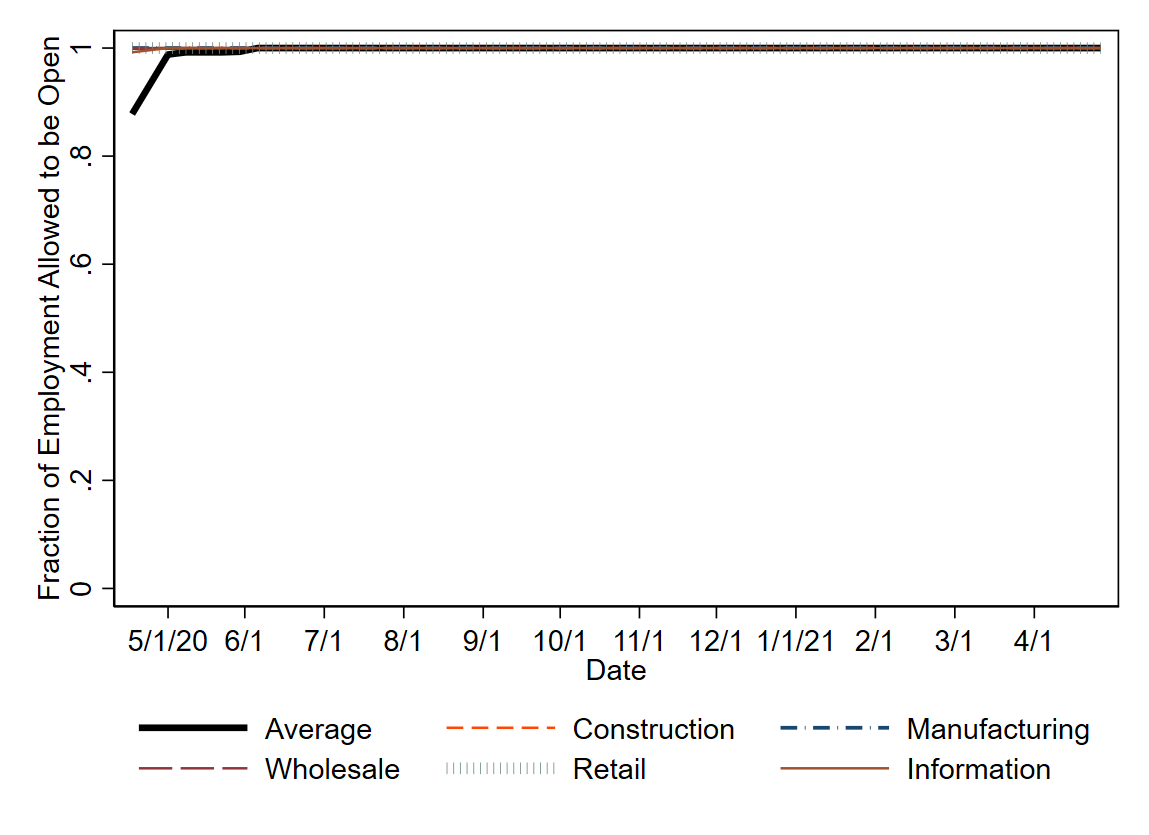 Fraction of Employment Allowed to be Open
1
.8
.6
.4
.2
0
5/1/20 6/1 7/1 8/1 9/1 10/1 11/1 12/1 1/1/21 2/1 3/1 4/1
Date
Average Construction Manufacturing
Wholesale Retail Information